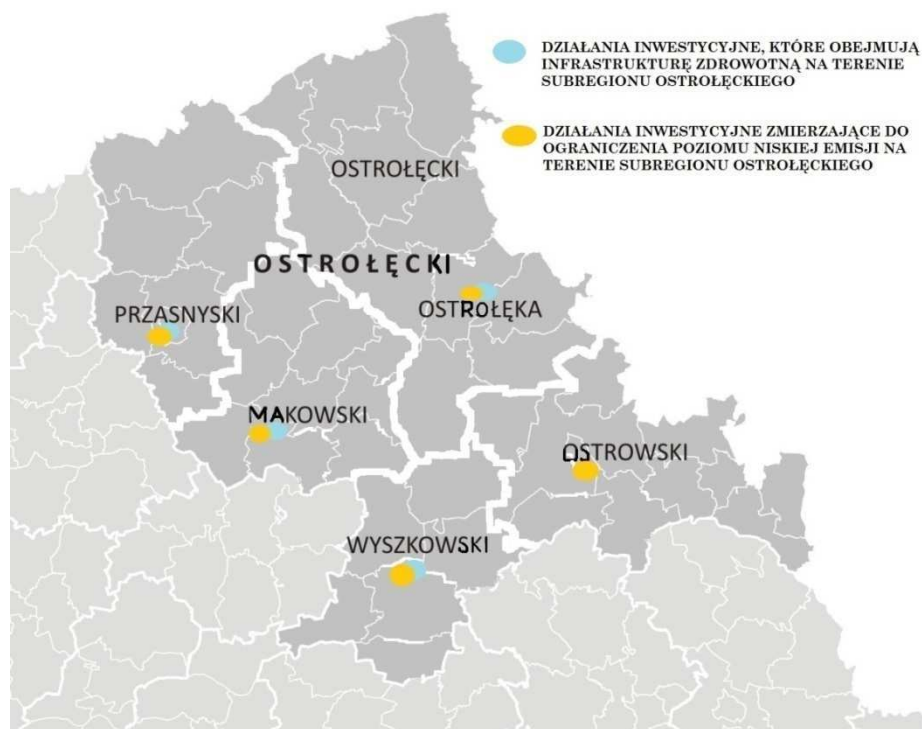 DZIAŁANIA INWESTYCYJNE, KTÓRE OBEJMUJĄ
INFRASTRUKTURĘ ZDROWOTNĄ NA TERENIE
SUBREGIONU OSTROŁĘCKIEGO
DZIAŁANIA INWESTYCYJNE ZMIERZAJĄCE DO
OGRANICZENIA POZIOMU NISKIEJ EMISJI NA
TERENIE SUBREGIONU OSTROŁĘCKIEGO
OSTROŁĘCKI
OSTROŁĘCKI
OSTROŁĘKA
PRZASNYSKI
MAKOWSKI
OSTROWSKI
WYSZKOWSKI